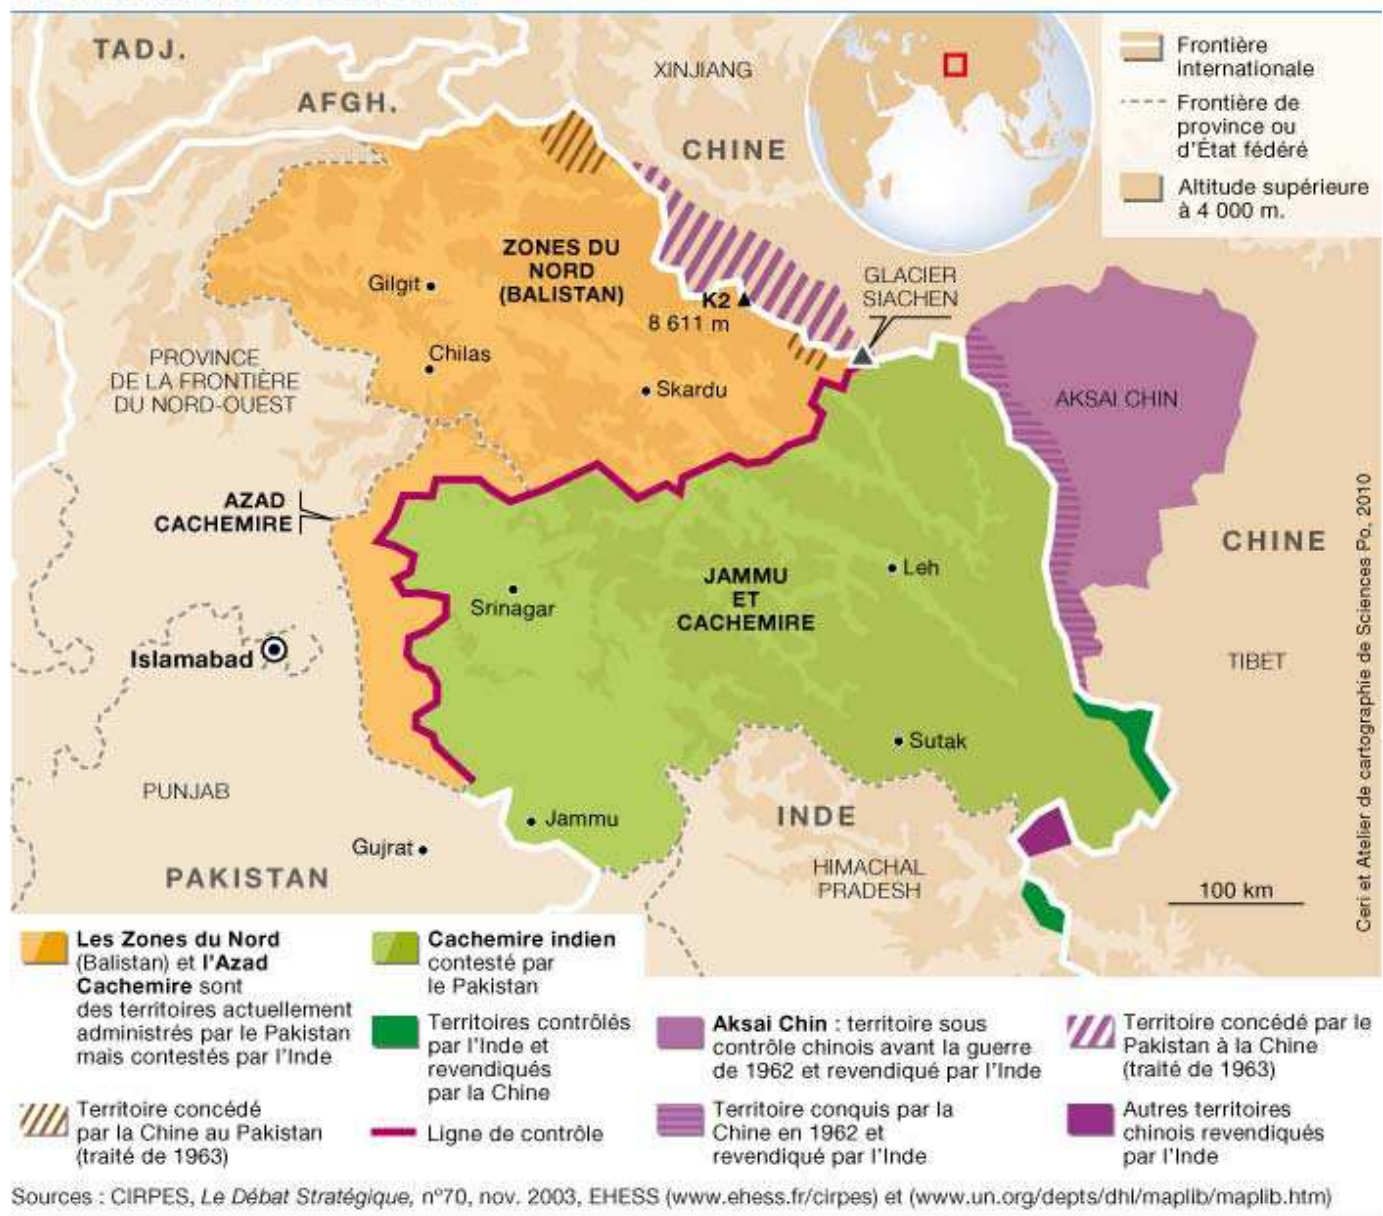 TADJ.
AFGH.
XINJIANG
CHINE
Frontière
Internationale
Frontière de
province ou
d'État fédéré
Altitude supérieure
à 4 000 m.
ZONES DU
NORD
(BALISTAN)
Gilgit
K2
8 611 m
GLACIER
SIACHEN
Chilas
Skardu
PROVINCE
DE LA FRONTIÈRE
DU NORD-OUEST
AKSAI CHIN
AZAD
CACHEMIRE
CHINE
Leh
JAMMU
ET
CACHEMIRE
Srinagar
Islamabad
TIBET
Sutak
PUNJAB
INDE
Jammu
Gujrat
PAKISTAN
HIMACHAL
PRADESH
100 km
Ceri et Atelier de cartographie de Sciences Po, 2010
Les Zones du Nord
(Balistan) et l'Azad
Cachemire sont
des territoires actuellement
administrés par le Pakistan
mais contestés par l'Inde
Territoire concédé
par la Chine au Pakistan
(traité de 1963)
Cachemire indien
contesté par
le Pakistan
Territoires contrôlés
par l'Inde et
revendiqués
par la Chine
Ligne de contrôle
Aksai Chin : territoire sous
contrôle chinois avant la guerre
de 1962 et revendiqué par l'Inde
Territoire conquis par la
Chine en 1962 et
revendiqué par l'Inde
Territoire concédé par le
Pakistan à la Chine
(traité de 1963)
Autres territoires
chinois revendiqués
par l'Inde
Sources : CIRPES, Le Débat Stratégique, n°70, nov. 2003, EHESS (www.ehess.fr/cirpes) et (www.un.org/depts/dhl/maplib/maplib.htm)